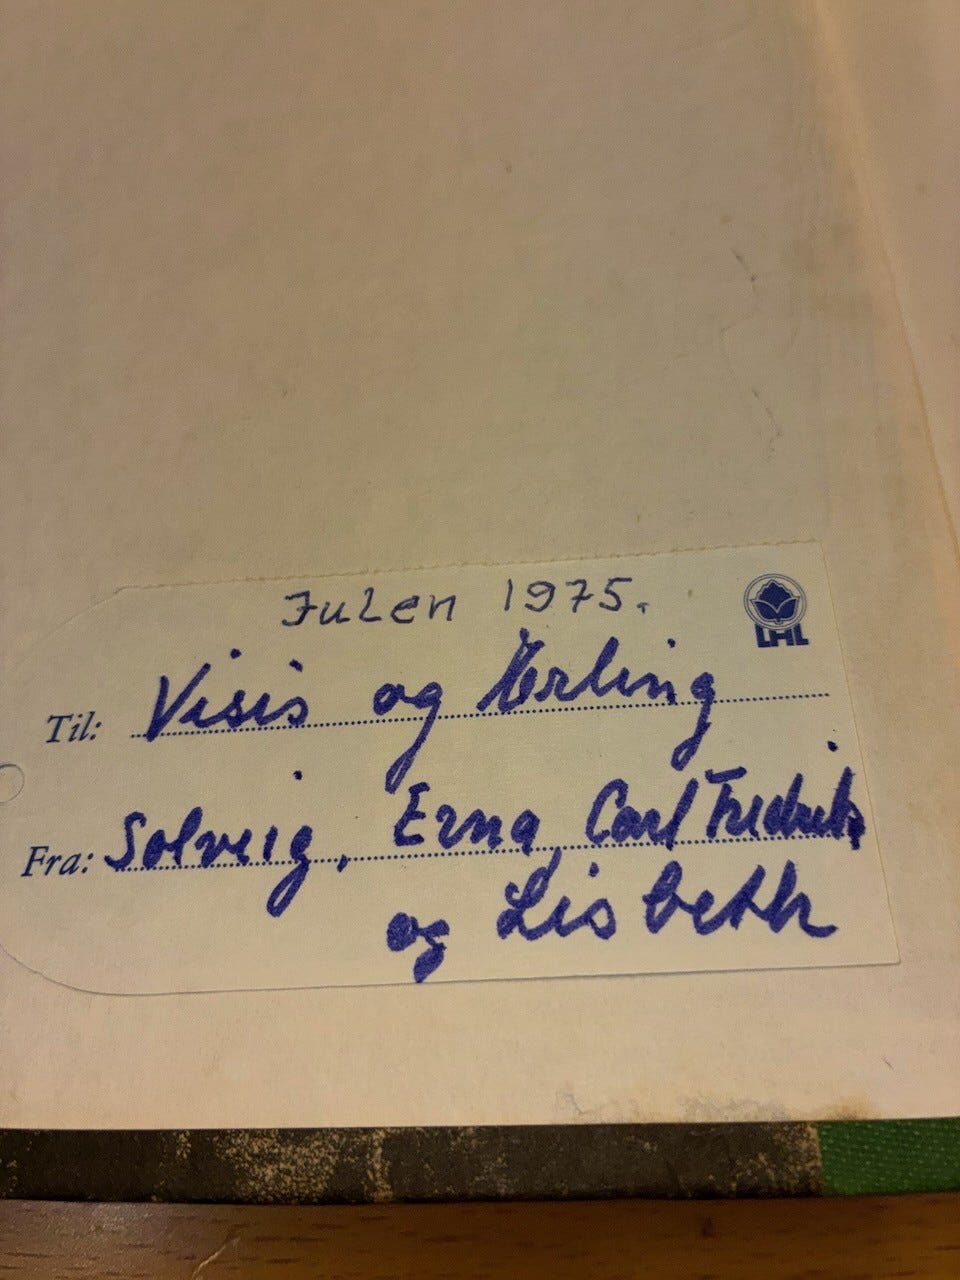 Julen 1975.
LHL
Til: Visis og Erling
Fra: Solveig, Erna Carl Fredrik
og Lisbeth